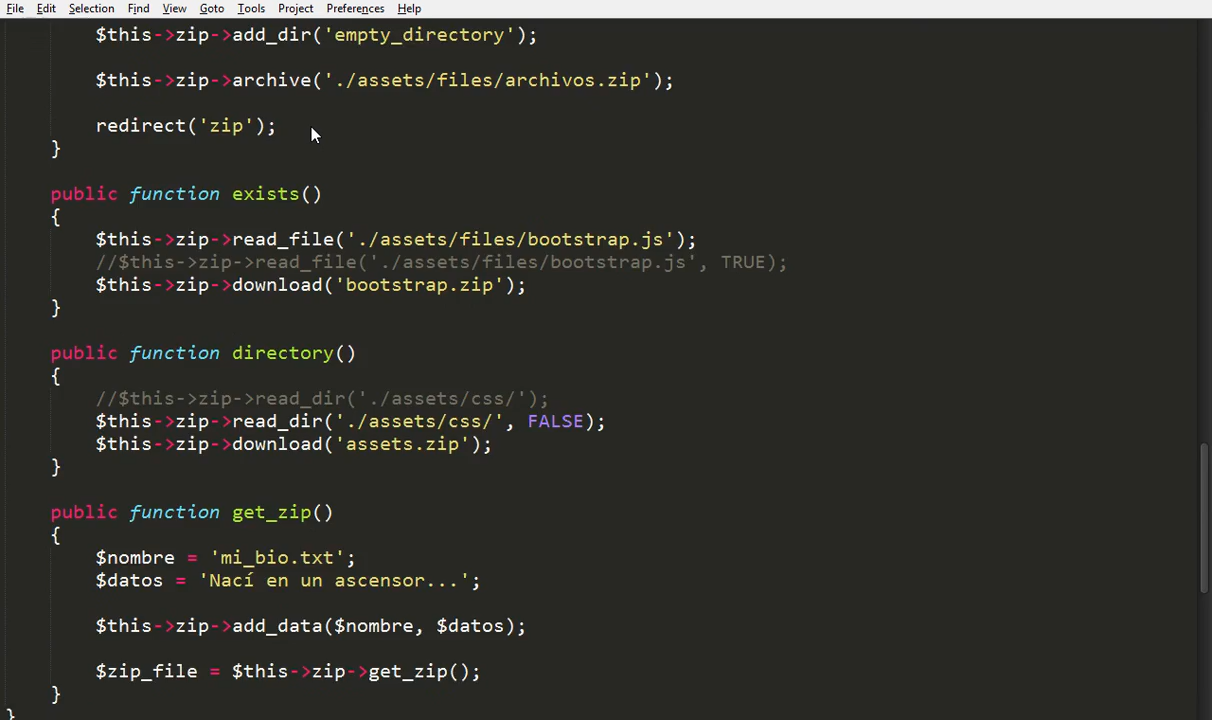 File Edit Selection Find View Goto Tools Project Preferences Help
$this->zip->add_dir('empty_directory');
$this->zip->archive('./assets/files/archivos.zip');
redirect('zip');
}
public function exists()
{
$this->zip->read_file('./assets/files/bootstrap.js');
//$this->zip->read_file('./assets/files/bootstrap.js', TRUE);
$this->zip->download('bootstrap.zip');
}
public function directory()
{
//$this->zip->read_dir('./assets/css/');
$this->zip->read_dir('./assets/css/', FALSE);
$this->zip->download('assets.zip');
}
public function get_zip()
{
$nombre = 'mi_bio.txt';
$datos = 'Nací en un ascensor...';
$this->zip->add_data($nombre, $datos);
$zip_file = $this->zip->get_zip();
}
}